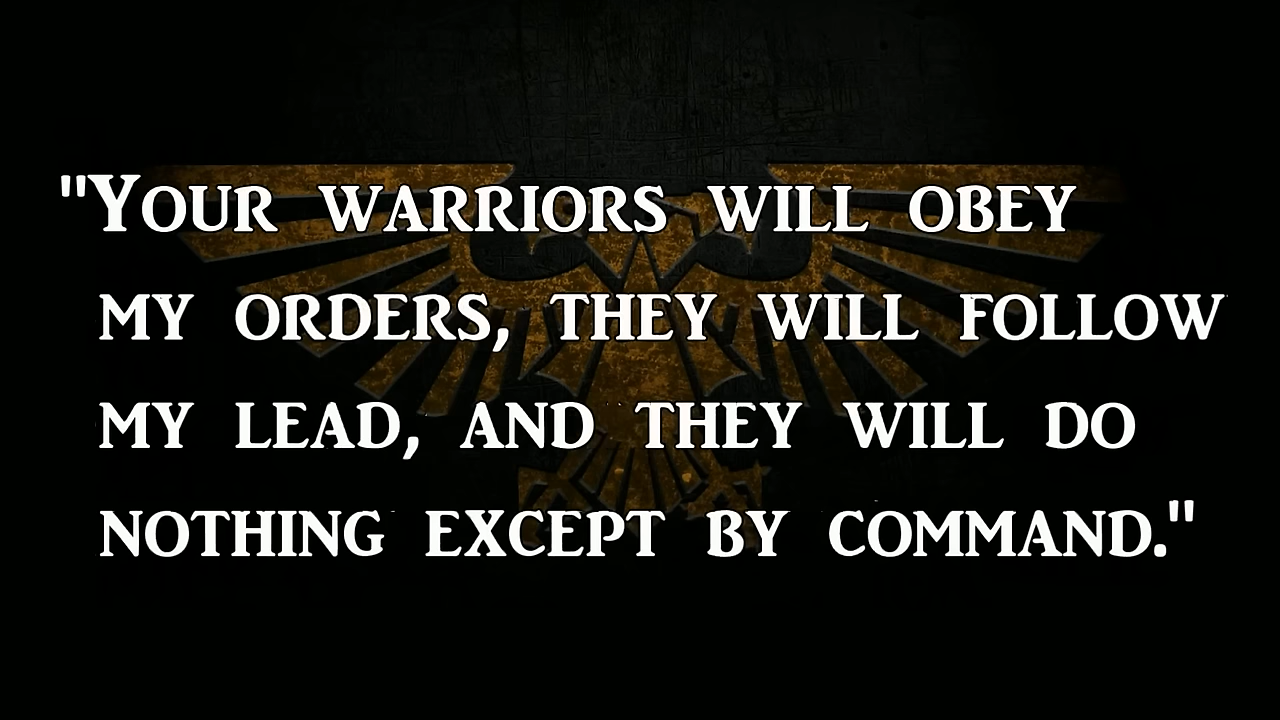 "Your warriors will obey
my orders, they will follow
my lead, and they will do
nothing except by command."